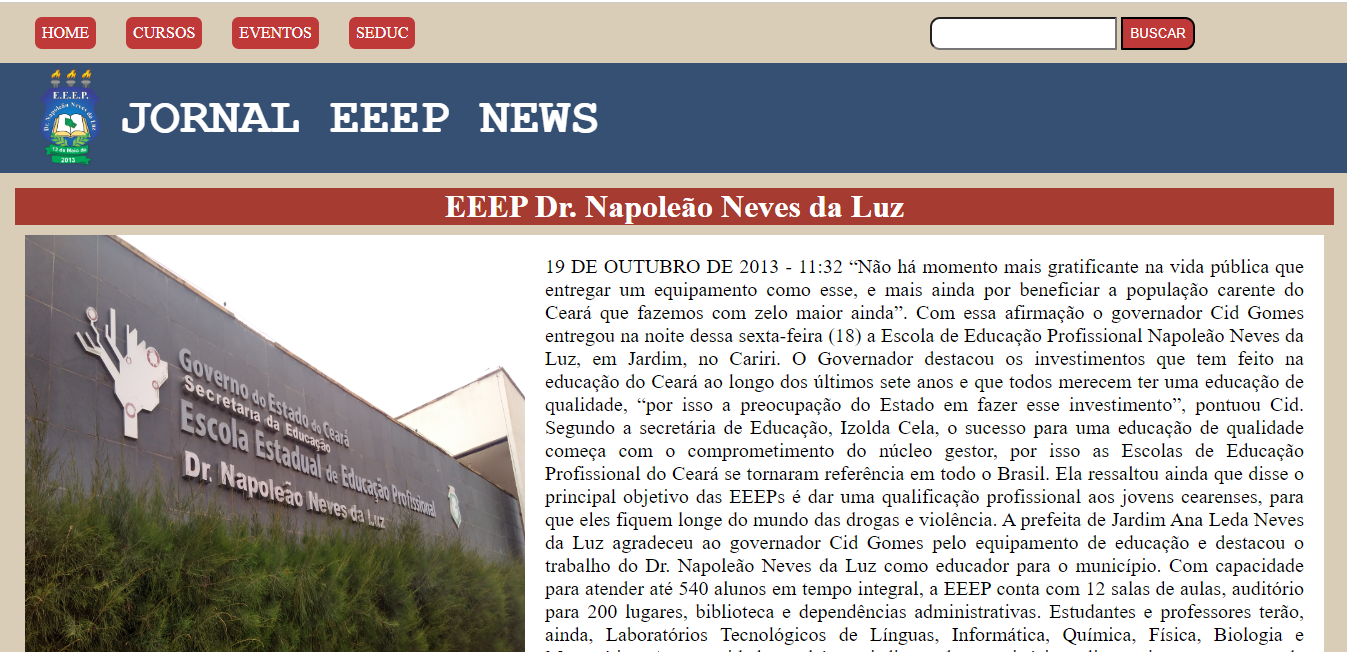 HOME CURSOS EVENTOS SEDUC BUSCAR
E.E.E.P.
Dr. Napoleão Neves da Luz
13 de Maio de
2013
JORNAL EEEP NEWS
EEEP Dr. Napoleão Neves da Luz
Governo do Estado do Ceará
Secretaria da Educação
Escola Estadual de Educação Profissional
Dr. Napoleão Neves da Luz
19 DE OUTUBRO DE 2013 - 11:32 “Não há momento mais gratificante na vida pública que
entregar um equipamento como esse, e mais ainda por beneficiar a população carente do
Ceará que fazemos com zelo maior ainda”. Com essa afirmação o governador Cid Gomes
entregou na noite dessa sexta-feira (18) a Escola de Educação Profissional Napoleão Neves da
Luz, em Jardim, no Cariri. O Governador destacou os investimentos que tem feito na
educação do Ceará ao longo dos últimos sete anos e que todos merecem ter uma educação de
qualidade, “por isso a preocupação do Estado em fazer esse investimento”, pontuou Cid.
Segundo a secretária de Educação, Izolda Cela, o sucesso para uma educação de qualidade
começa com o comprometimento do núcleo gestor, por isso as Escolas de Educação
Profissional do Ceará se tornaram referência em todo o Brasil. Ela ressaltou ainda que disse o
principal objetivo das EEEPs é dar uma qualificação profissional aos jovens cearenses, para
que eles fiquem longe do mundo das drogas e violência. A prefeita de Jardim Ana Leda Neves
da Luz agradeceu ao governador Cid Gomes pelo equipamento de educação e destacou o
trabalho do Dr. Napoleão Neves da Luz como educador para o município. Com capacidade
para atender até 540 alunos em tempo integral, a EEEP conta com 12 salas de aulas, auditório
para 200 lugares, biblioteca e dependências administrativas. Estudantes e professores terão,
ainda, Laboratórios Tecnológicos de Línguas, Informática, Química, Física, Biologia e